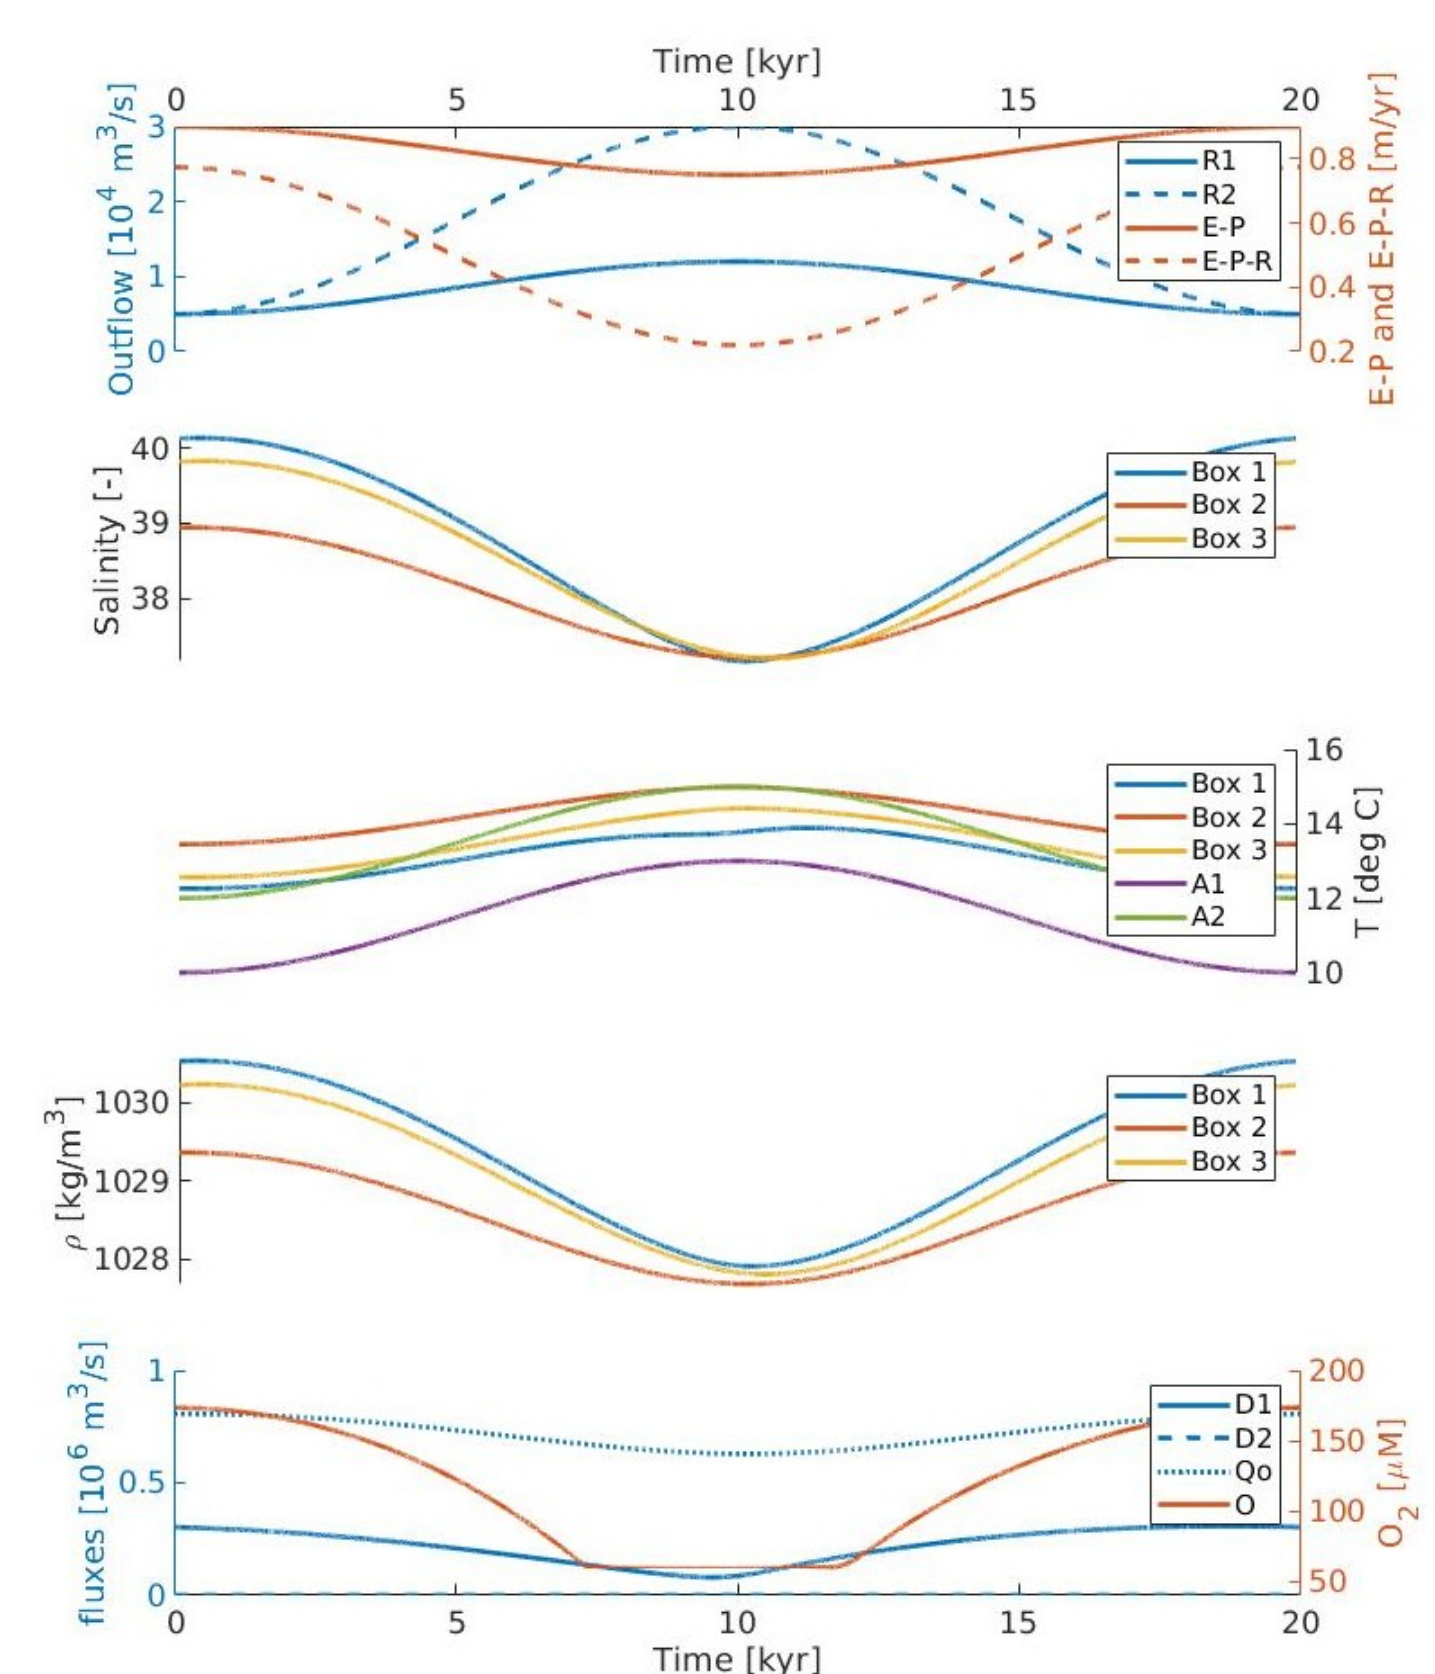 Time [kyr]
0 5 10 15 20
Outflow [10⁴ m³/s]
3
2
1
0
R1
R2
E-P
E-P-R
0.8
0.6
0.4
0.2
E-P and E-P-R [m/yr]
Salinity [-]
40
39
38
Box 1
Box 2
Box 3
Box 1
Box 2
Box 3
A1
A2
16
14
12
10
T [deg C]
ρ [kg/m³]
1030
1029
1028
Box 1
Box 2
Box 3
fluxes [10⁶ m³/s]
1
0.5
0
D1
D2
Qo
O
200
150
100
50
O₂ [μM]
0 5 10 15 20
Time [kyr]